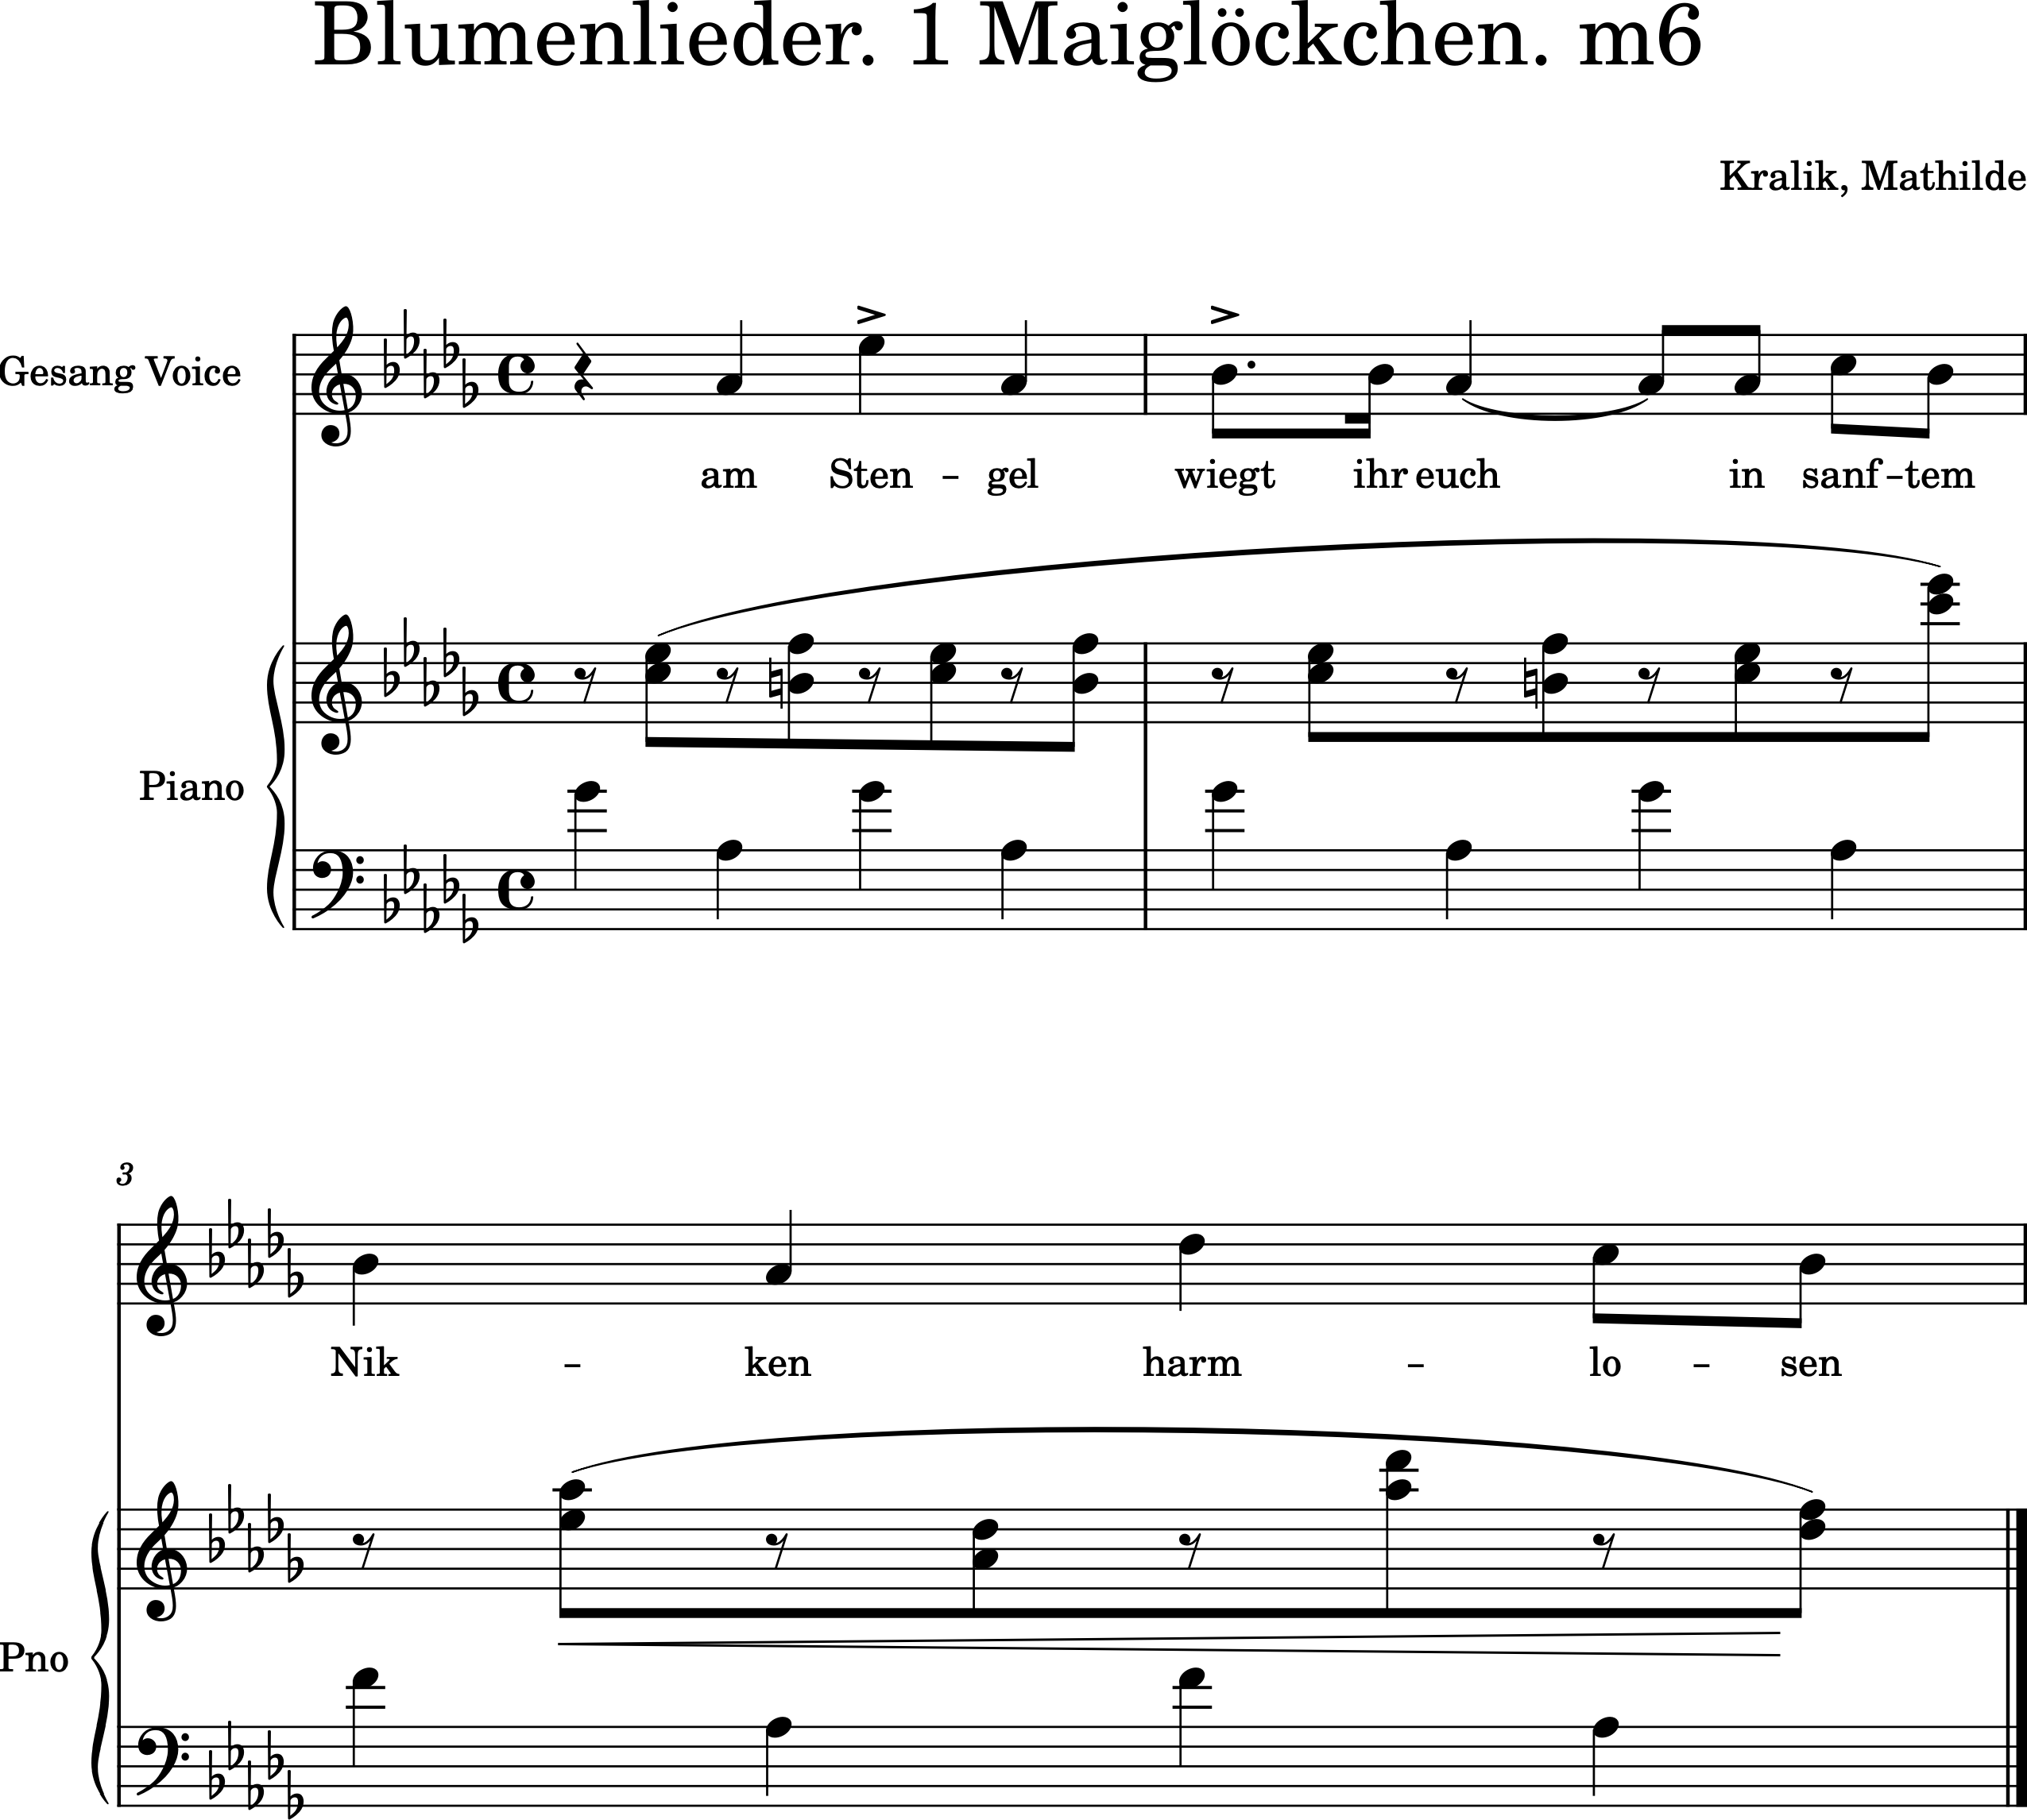 Blumenlieder. 1 Maiglöckchen. m6
Kralik, Mathilde
Gesang Voice
am Sten – gel wiegt ihr euch in sanf – tem
Piano
3
Nik – ken harm – lo – sen
Pno